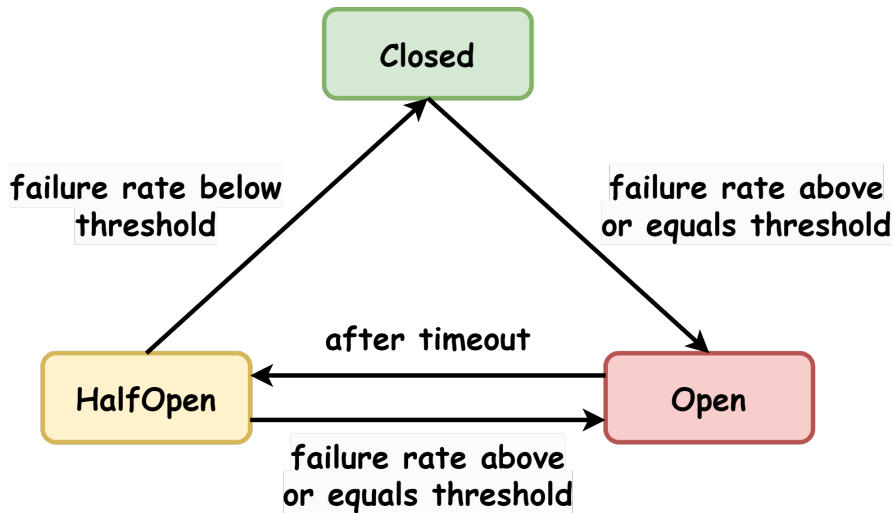 Closed
failure rate below
threshold
failure rate above
or equals threshold
after timeout
HalfOpen
Open
failure rate above
or equals threshold